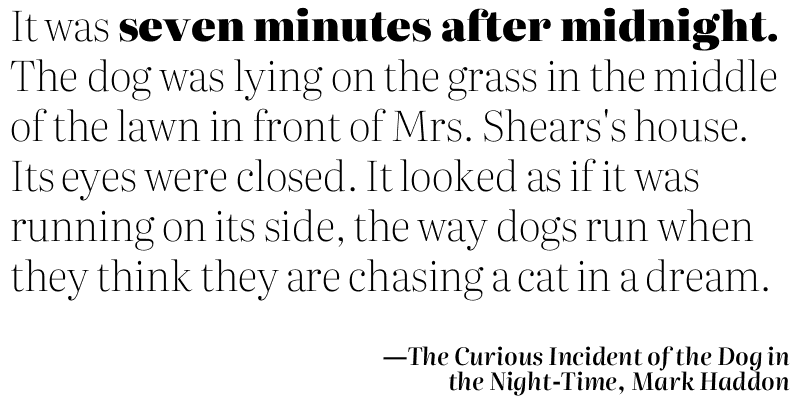 It was seven minutes after midnight.
The dog was lying on the grass in the middle
of the lawn in front of Mrs. Shears's house.
Its eyes were closed. It looked as if it was
running on its side, the way dogs run when
they think they are chasing a cat in a dream.
—The Curious Incident of the Dog in
the Night-Time, Mark Haddon